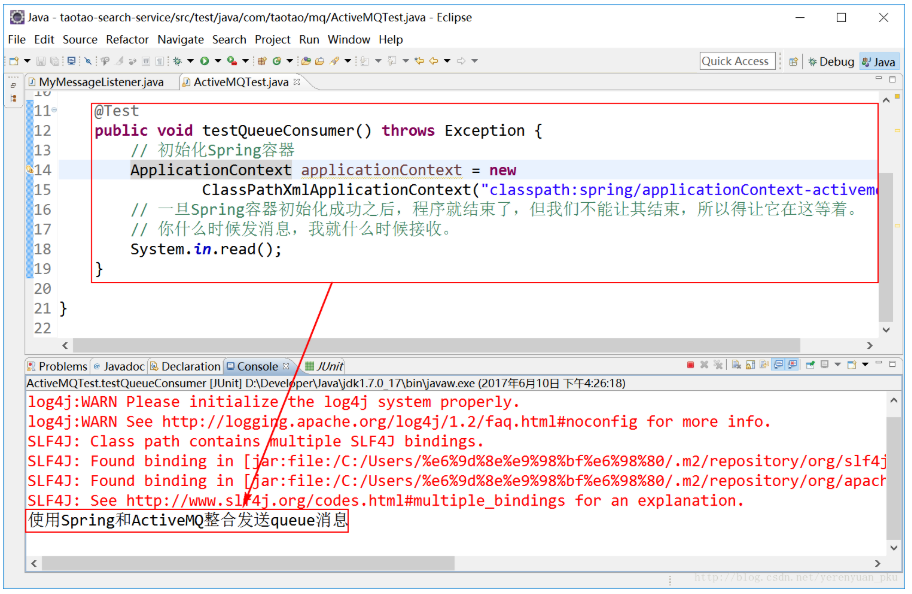 Java - taotao-search-service/src/test/java/com/taotao/mq/ActiveMQTest.java - Eclipse
File Edit Source Refactor Navigate Search Project Run Window Help
Quick Access Debug Java
MyMessageListener.java ActiveMQTest.java
10
11 @Test
12 public void testQueueConsumer() throws Exception {
13 // 初始化Spring容器
14 ApplicationContext applicationContext = new
15 ClassPathXmlApplicationContext("classpath:spring/applicationContext-activem
16 // 一旦Spring容器初始化成功之后，程序就结束了，但我们不能让其结束，所以得让它在这等着。
17 // 你什么时候发消息，我就什么时候接收。
18 System.in.read();
19 }
20
21 }
22
Problems Javadoc Declaration Console JUnit
ActiveMQTest.testQueueConsumer [JUnit] D:\Developer\Java\jdk1.7.0_17\bin\javaw.exe (2017年6月10日 下午4:26:18)
log4j:WARN Please initialize the log4j system properly.
log4j:WARN See http://logging.apache.org/log4j/1.2/faq.html#noconfig for more info.
SLF4J: Class path contains multiple SLF4J bindings.
SLF4J: Found binding in [jar:file:/C:/Users/%e6%9d%8e%e9%98%bf%e6%98%80/.m2/repository/org/slf4j
SLF4J: Found binding in [jar:file:/C:/Users/%e6%9d%8e%e9%98%bf%e6%98%80/.m2/repository/org/apach
SLF4J: See http://www.slf4j.org/codes.html#multiple_bindings for an explanation.
使用Spring和ActiveMQ整合发送queue消息
http://blog.csdn.net/yerenyuan_pku